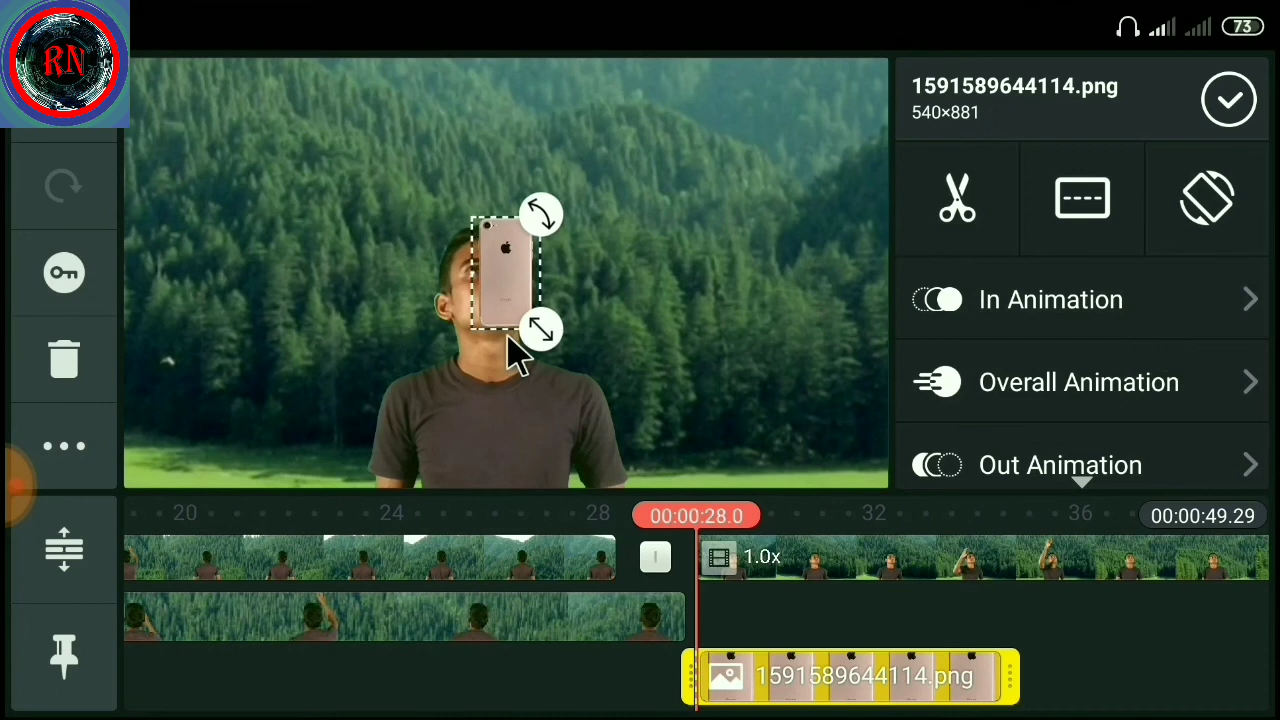 RN
73
1591589644114.png
540×881
In Animation
Overall Animation
Out Animation
20
24
28
00:00:28.0
32
36
00:00:49.29
1.0x
1591589644114.png